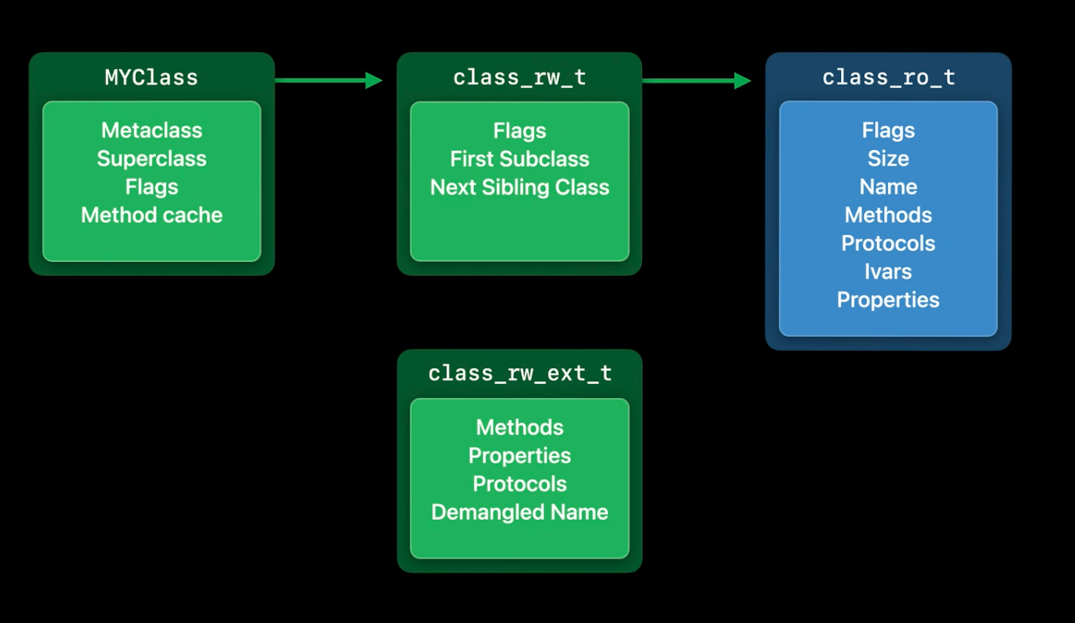 MYClass
Metaclass
Superclass
Flags
Method cache
class_rw_t
Flags
First Subclass
Next Sibling Class
class_ro_t
Flags
Size
Name
Methods
Protocols
Ivars
Properties
class_rw_ext_t
Methods
Properties
Protocols
Demangled Name